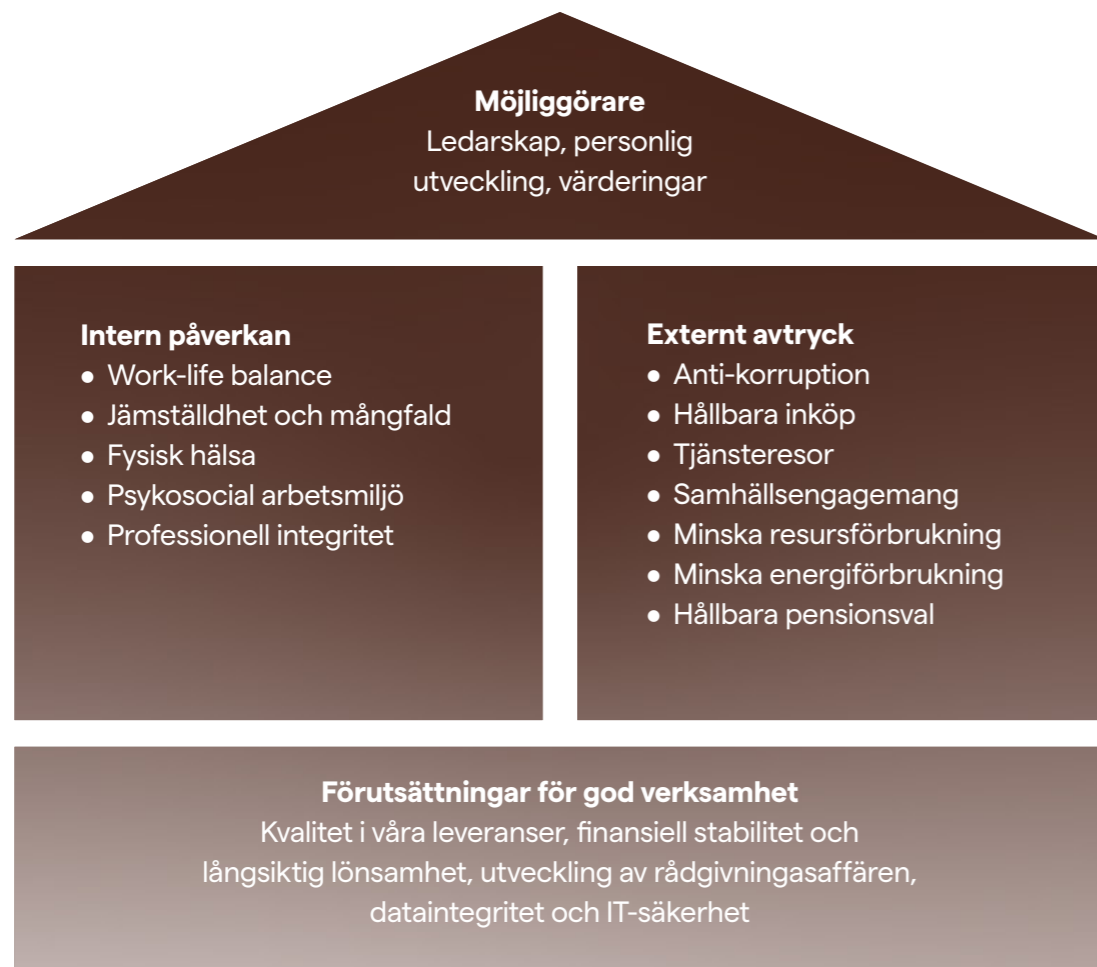 Möjliggörare
Ledarskap, personlig
utveckling, värderingar
Intern påverkan
● Work-life balance
● Jämställdhet och mångfald
● Fysisk hälsa
● Psykosocial arbetsmiljö
● Professionell integritet
Externt avtryck
● Anti-korruption
● Hållbara inköp
● Tjänsteresor
● Samhällsengagemang
● Minska resursförbrukning
● Minska energiförbrukning
● Hållbara pensionsval
Förutsättningar för god verksamhet
Kvalitet i våra leveranser, finansiell stabilitet och
långsiktig lönsamhet, utveckling av rådgivningasaffären,
dataintegritet och IT-säkerhet